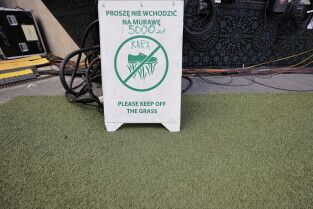 PROSZĘ NIE WCHODZIĆ
NA MURAWĘ
5000 zł
KARA
PLEASE KEEP OFF
THE GRASS